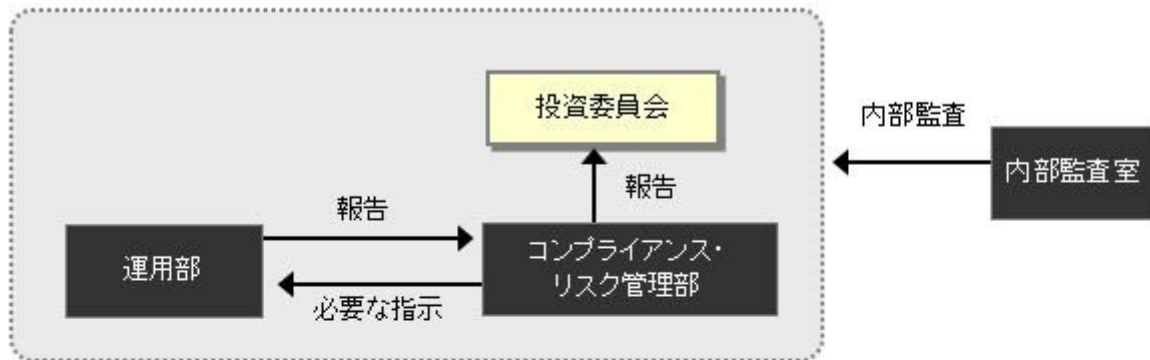 投資委員会
内部監査
内部監査室
報告
報告
運用部
コンプライアンス・
リスク管理部
必要な指示